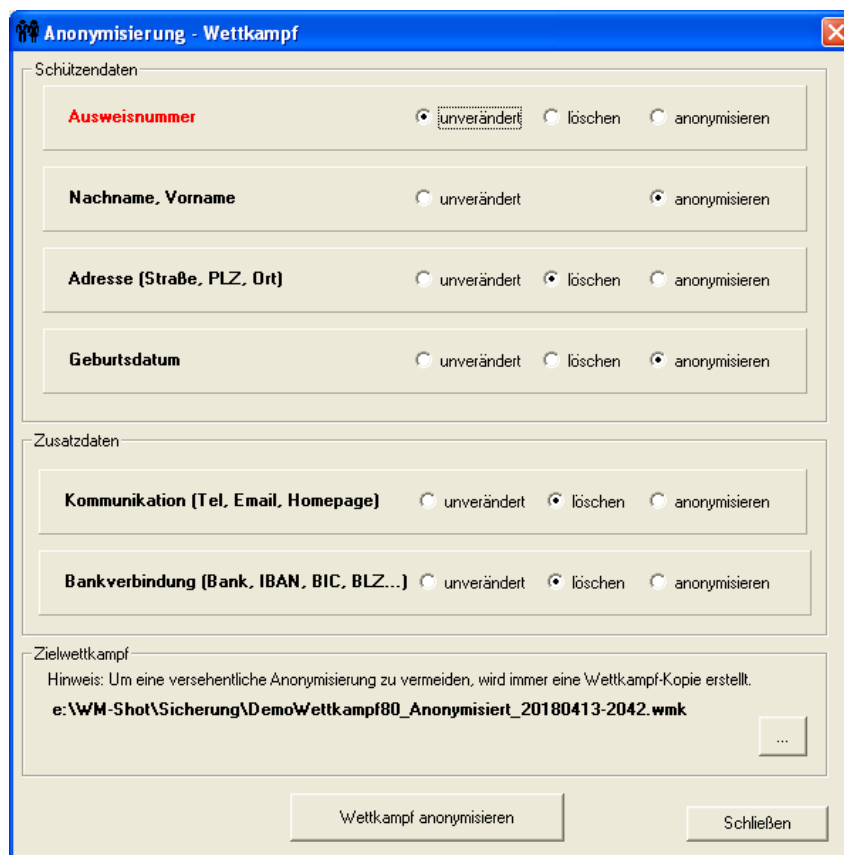 Anonymisierung - Wettkampf
Schützendaten
Ausweisnummer unverändert löschen anonymisieren
Nachname, Vorname unverändert anonymisieren
Adresse (Straße, PLZ, Ort) unverändert löschen anonymisieren
Geburtsdatum unverändert löschen anonymisieren
Zusatzdaten
Kommunikation (Tel, Email, Homepage) unverändert löschen anonymisieren
Bankverbindung (Bank, IBAN, BIC, BLZ...) unverändert löschen anonymisieren
Zielwettkampf
Hinweis: Um eine versehentliche Anonymisierung zu vermeiden, wird immer eine Wettkampf-Kopie erstellt.
e:\WM-Shot\Sicherung\DemoWettkampf80_Anonymisiert_20180413-2042.wmk
...
Wettkampf anonymisieren
Schließen